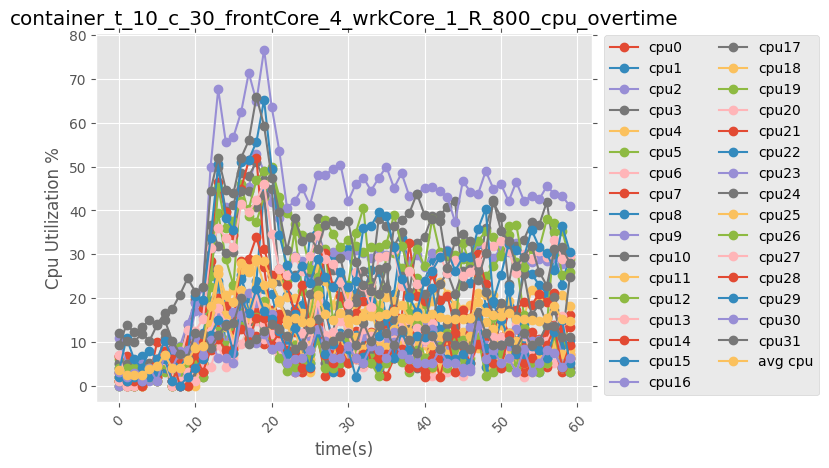 container_t_10_c_30_frontCore_4_wrkCore_1_R_800_cpu_overtime
Cpu Utilization %
80
70
60
50
40
30
20
10
0
0 10 20 30 40 50 60
time(s)
cpu0
cpu1
cpu2
cpu3
cpu4
cpu5
cpu6
cpu7
cpu8
cpu9
cpu10
cpu11
cpu12
cpu13
cpu14
cpu15
cpu16
cpu17
cpu18
cpu19
cpu20
cpu21
cpu22
cpu23
cpu24
cpu25
cpu26
cpu27
cpu28
cpu29
cpu30
cpu31
avg cpu